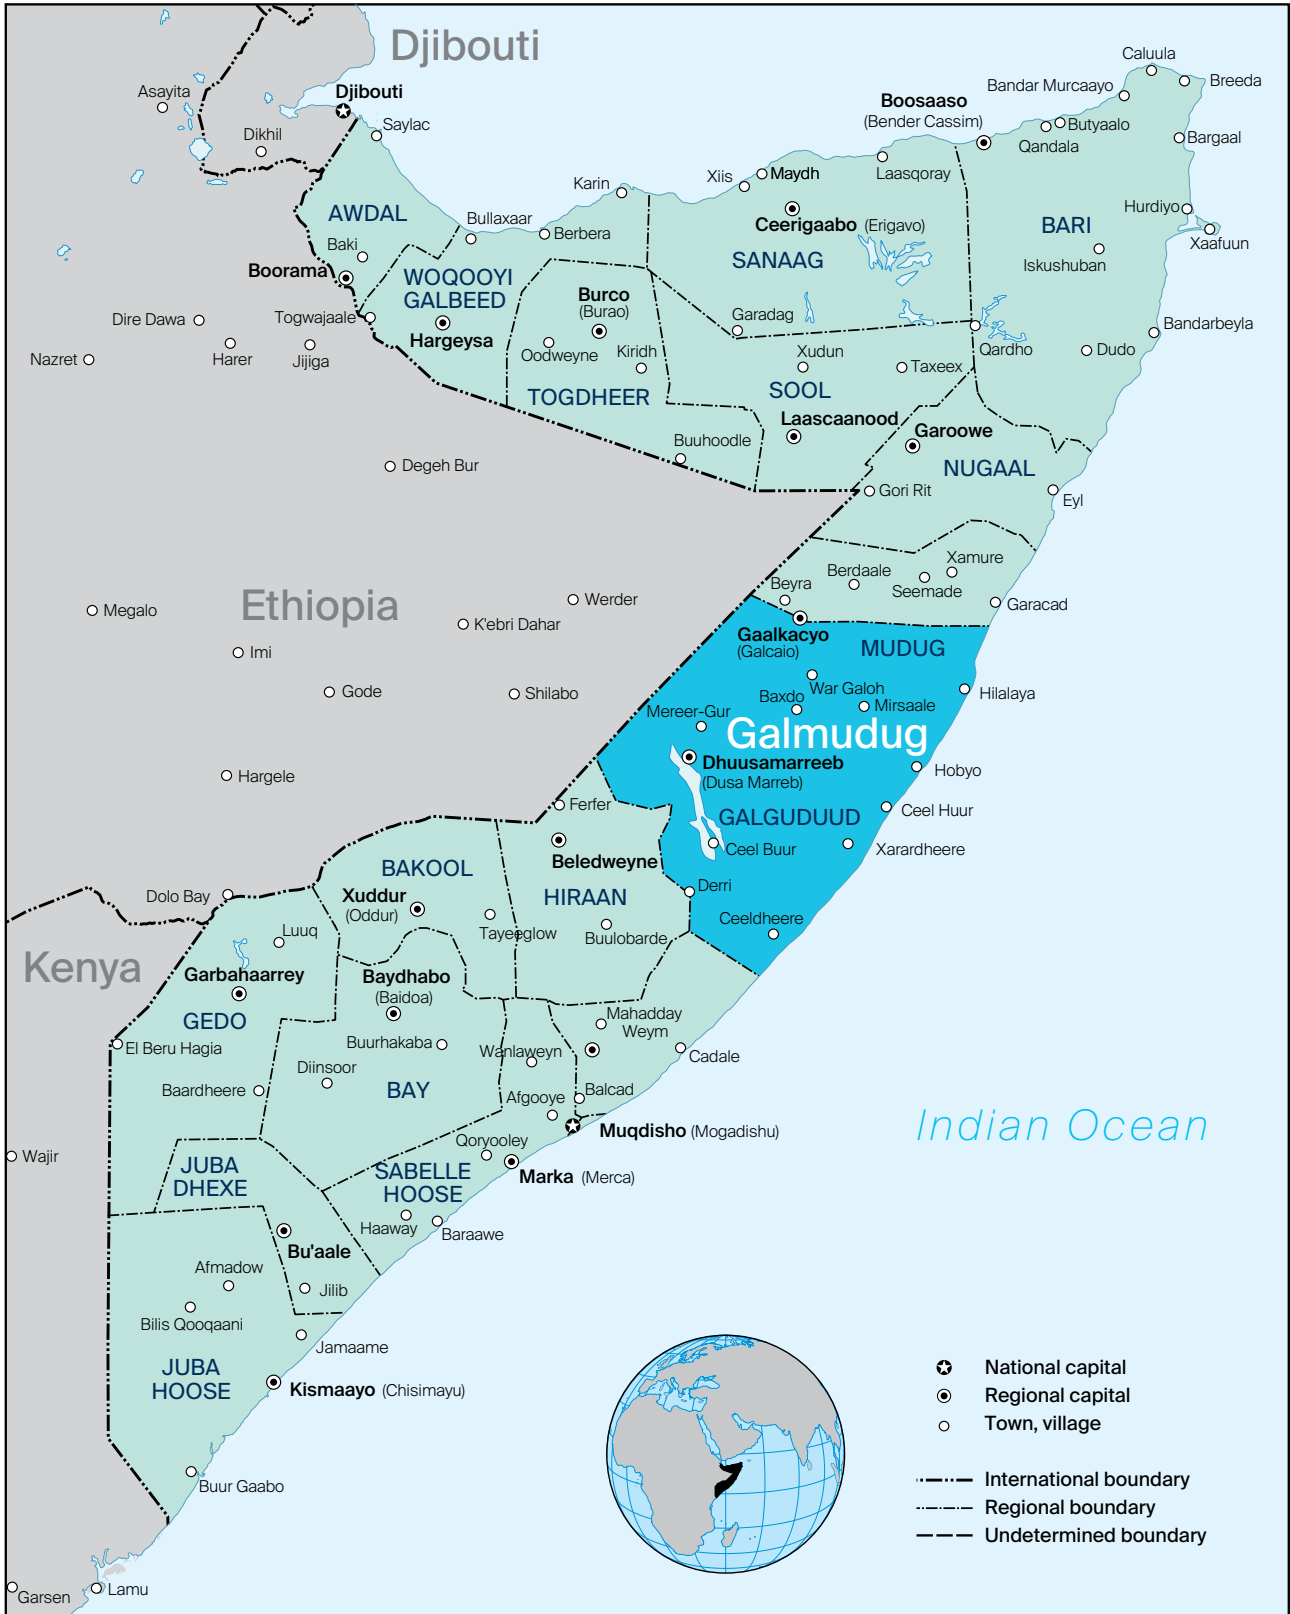 Djibouti
Caluula
Bandar Murcaayo
Breeda
Asayita
Djibouti
Boosaaso
(Bender Cassim)
Butyaalo
Qandala
Bargaal
Saylac
Dikhil
Laasqoray
Maydh
Xiis
Karin
Ceerigaabo (Erigavo)
Hurdiyo
Xaafuun
AWDAL
Bullaxaar
Berbera
BARI
Iskushuban
Baki
Boorama
WOQOOYI
GALBEED
SANAAG
Burco
(Burao)
Dire Dawa
Togwajaale
Hargeysa
Garadag
Bandarbeyla
Nazret
Harer
Jijiga
Oodweyne
Kiridh
Xudun
Taxeex
Qardho
Dudo
TOGDHEER
SOOL
Laascaanood
Garoowe
Buuhoodle
NUGAAL
Degeh Bur
Gori Rit
Eyl
Xamure
Berdaale
Beyra
Seemade
Garacad
Ethiopia
Megalo
Werder
K'ebri Dahar
Gaalkacyo
(Galcaio)
MUDUG
Imi
Gode
Shilabo
War Galoh
Baxdo
Mirsaale
Hilalaya
Mereer-Gur
Galmudug
Dhuusamarreeb
(Dusa Marreb)
Hobyo
Hargele
Ferfer
GALGUDUUD
Ceel Huur
Ceel Buur
Xarardheere
Beledweyne
BAKOOL
HIRAAN
Derri
Dolo Bay
Xuddur
(Oddur)
Tayeeglow
Buulobarde
Ceeldheere
Luuq
Kenya
Garbahaarrey
Baydhabo
(Baidoa)
GEDO
Mahadday
Weym
El Beru Hagia
Buurhakaba
Wanlaweyn
Cadale
Diinsoor
Baardheere
BAY
Afgooye
Balcad
Muqdisho (Mogadishu)
Indian Ocean
Wajir
Qoryooley
JUBA
DHEXE
SABELLE
HOOSE
Marka (Merca)
Haaway
Baraawe
Bu'aale
Afmadow
Jilib
Bilis Qooqaani
Jamaame
JUBA
HOOSE
Kismaayo (Chisimayu)
Buur Gaabo
Garsen
Lamu
National capital
Regional capital
Town, village
International boundary
Regional boundary
Undetermined boundary